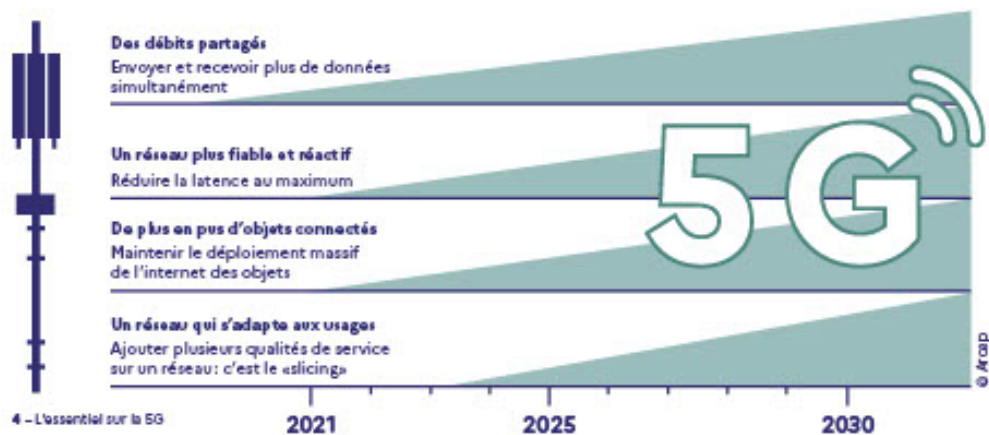 Des débits partagés
Envoyer et recevoir plus de données
simultanément
Un réseau plus fiable et réactif
Réduire la latence au maximum
De plus en pus d'objets connectés
Maintenir le déploiement massif
de l'internet des objets
Un réseau qui s'adapte aux usages
Ajouter plusieurs qualités de service
sur un réseau : c'est le «slicing»
5G
© Arcep
4 – L'essentiel sur la 5G
2021
2025
2030